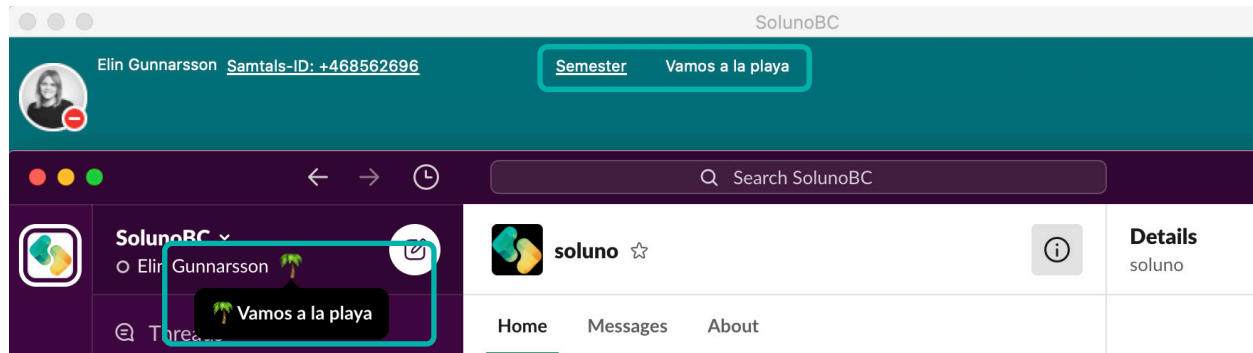 SolunoBC
Elin Gunnarsson Samtals-ID: +468562696 Semester Vamos a la playa
Search SolunoBC
SolunoBC
Elin Gunnarsson
Vamos a la playa
Threads
soluno
Home Messages About
Details
soluno